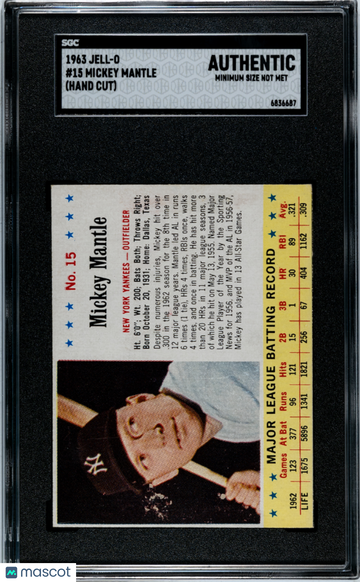 SGC
1963 JELL-O
#15 MICKEY MANTLE
(HAND CUT)
AUTHENTIC
MINIMUM SIZE NOT MET
6836687
No. 15
Mickey Mantle
NEW YORK YANKEES—OUTFIELDER
Ht. 6'0"; Wt. 200; Bats Both; Throws Right;
Born October 20, 1931; Home: Dallas, Texas
Despite numerous injuries, Mickey hit over
.300 in the 1962 season for the 8th time in
12 major league years. Mantle led AL in runs
6 times (1 tie), HRs 4 times, RBIs once, walks
4 times, and once in batting. He has hit more
than 20 HRs in 11 major league seasons, 3
of which he hit on May 13, 1955. Named Major
League Player of the Year by the Sporting
News for 1956, and MVP of the AL in 1956-57,
Mickey has played in 13 All-Star Games.
MAJOR LEAGUE BATTING RECORD
Games At Bat Runs Hits 2B 3B HR RBI Avg.
1962 123 377 96 121 15 1 30 89 .321
LIFE 1675 5896 1341 1821 256 67 404 1162 .309
NY
mascot